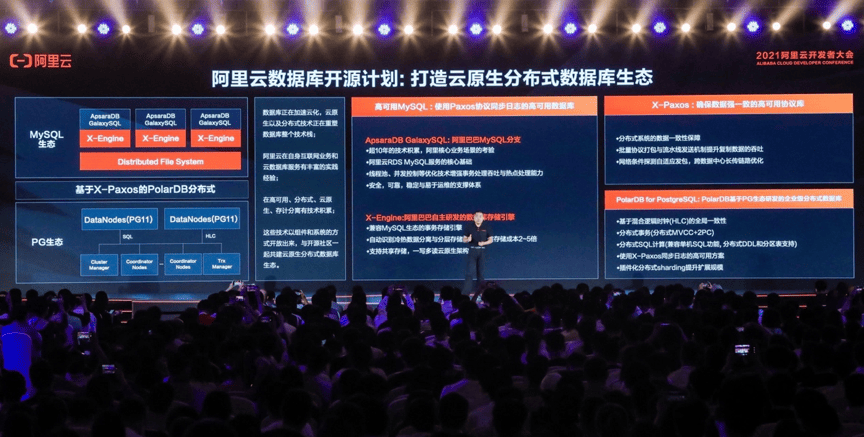 阿里云
2021阿里云开发者大会
ALIBABA CLOUD DEVELOPER CONFERENCE
阿里云数据库开源计划: 打造云原生分布式数据库生态
MySQL
生态
ApsaraDB
GalaxySQL
ApsaraDB
GalaxySQL
ApsaraDB
GalaxySQL
X-Engine
X-Engine
X-Engine
Distributed File System
基于X-Paxos的PolarDB分布式
PG生态
DataNodes(PG11)
DataNodes(PG11)
SQL
HLC
Cluster
Manager
Coordinator
Nodes
Coordinator
Nodes
Trx
Manager
数据库正在加速云化，云原
生以及分布式技术正在重塑
数据库整个技术栈；
阿里云在自身互联网业务和
云数据库服务有丰富的实践
经验；
在高可用、分布式、云原
生、存计分离有技术积累；
这些技术以组件和系统的方
式开放出来，与开源社区一
起共建云原生分布式数据库
生态。
高可用MySQL : 使用Paxos协议同步日志的高可用数据库
ApsaraDB GalaxySQL: 阿里巴巴MySQL分支
•超10年的技术积累，阿里核心业务场景的考验
•阿里云RDS MySQL服务的核心基础
•线程池、并发控制等优化技术增强事务处理吞吐与热点处理能力
•安全，可靠，稳定与易于运维的支撑体系
X-Engine:阿里巴巴自主研发的数 存储引擎
•兼容MySQL生态的事务存储引擎
•自动识别冷热数据分离与分层存储 存储成本2~5倍
•支持共享存储，一写多读云原生架构
X-Paxos : 确保数据强一致的高可用协议库
•分布式系统的数据一致性保障
•批量协议打包与流水线发送机制提升复制数据的吞吐
•网络条件探测自适应发包，跨数据中心长传链路优化
PolarDB for PostgreSQL: PolarDB基于PG生态研发的企业级分布式数据库
•基于混合逻辑时钟(HLC)的全局一致性
•分布式事务(分布式MVCC+2PC)
•分布式SQL计算(兼容单机SQL功能, 分布式DDL和分区表支持)
•使用X-Paxos同步日志的高可用方案
•插件化分布式sharding提升扩展规模